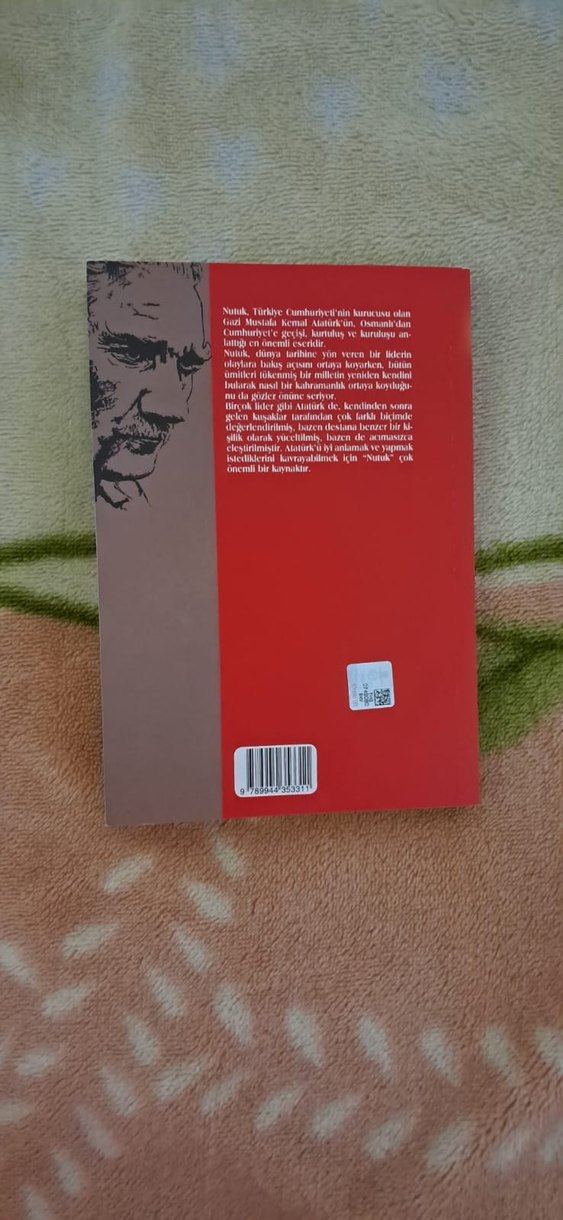 Nutuk, Türkiye Cumhuriyeti'nin kurucusu olan
Gazi Mustafa Kemal Atatürk'ün, Osmanlı'dan
Cumhuriyet'e geçişi, kurtuluş ve kuruluşu an-
lattığı en önemli eseridir.
Nutuk, dünya tarihine yön veren bir liderin
olaylara bakış açısını ortaya koyarken, bütün
ümitleri tükenmiş bir milletin yeniden kendini
bularak nasıl bir kahramanlık ortaya koyduğu-
nu da gözler önüne seriyor.
Birçok lider gibi Atatürk de, kendinden sonra
gelen kuşaklar tarafından çok farklı biçimde
değerlendirilmiş, bazen destana benzer bir ki-
şilik olarak yüceltilmiş, bazen de acımasızca
eleştirilmiştir. Atatürk'ü iyi anlamak ve yapmak
istediklerini kavrayabilmek için "Nutuk" çok
önemli bir kaynaktır.
9 789944 353311